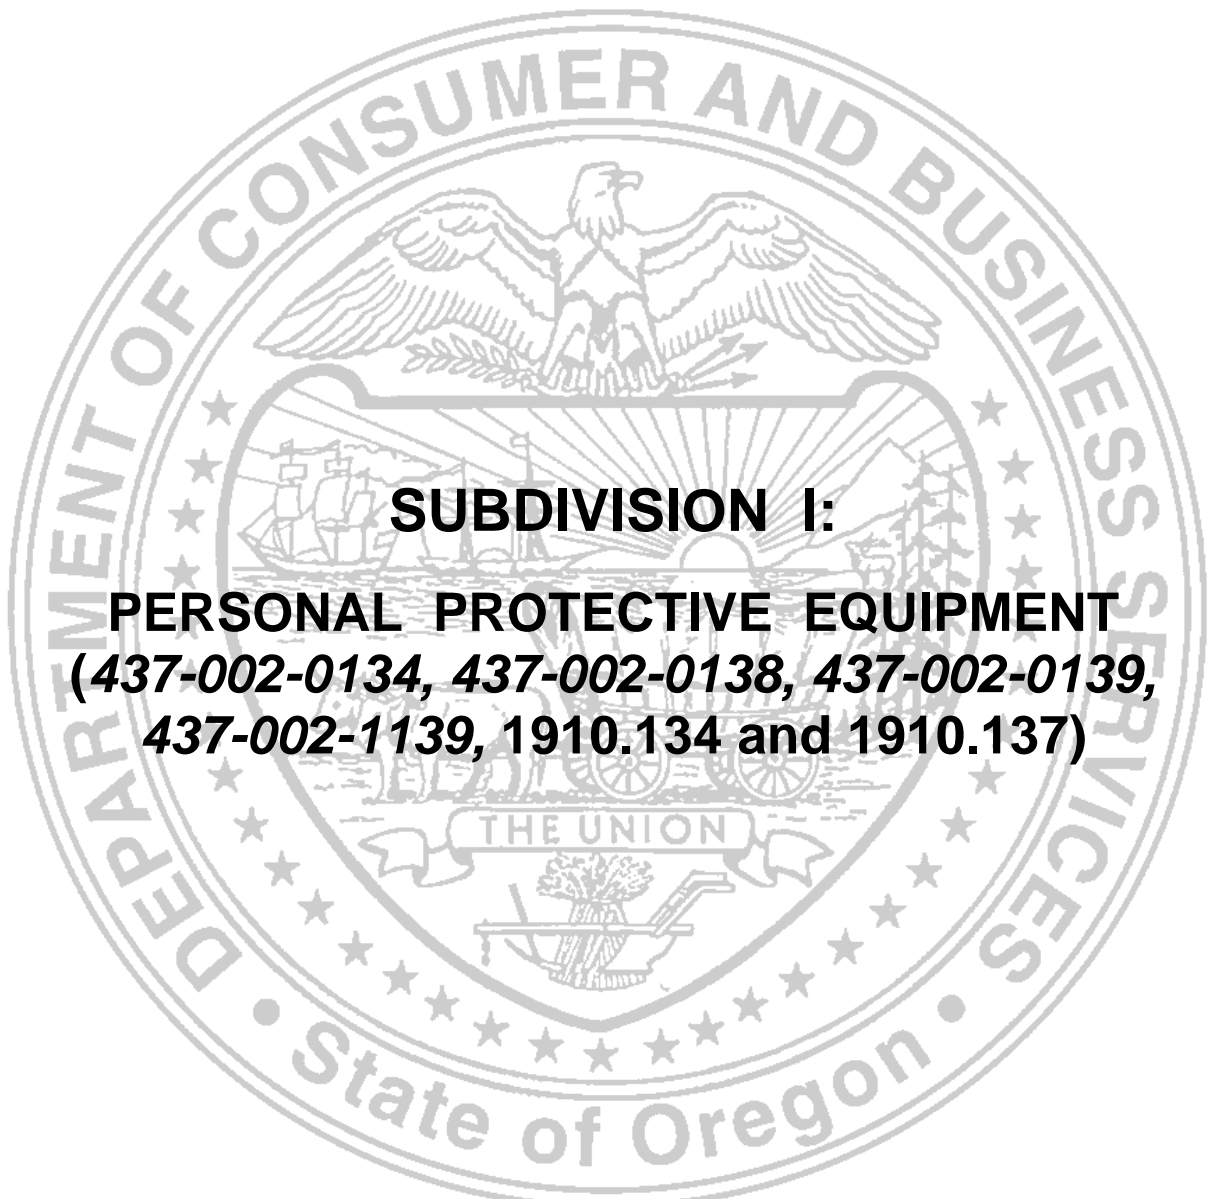 DEPARTMENT OF CONSUMER AND BUSINESS SERVICES
SUBDIVISION I:
PERSONAL PROTECTIVE EQUIPMENT
(437-002-0134, 437-002-0138, 437-002-0139,
437-002-1139, 1910.134 and 1910.137)
THE UNION
• State of Oregon •